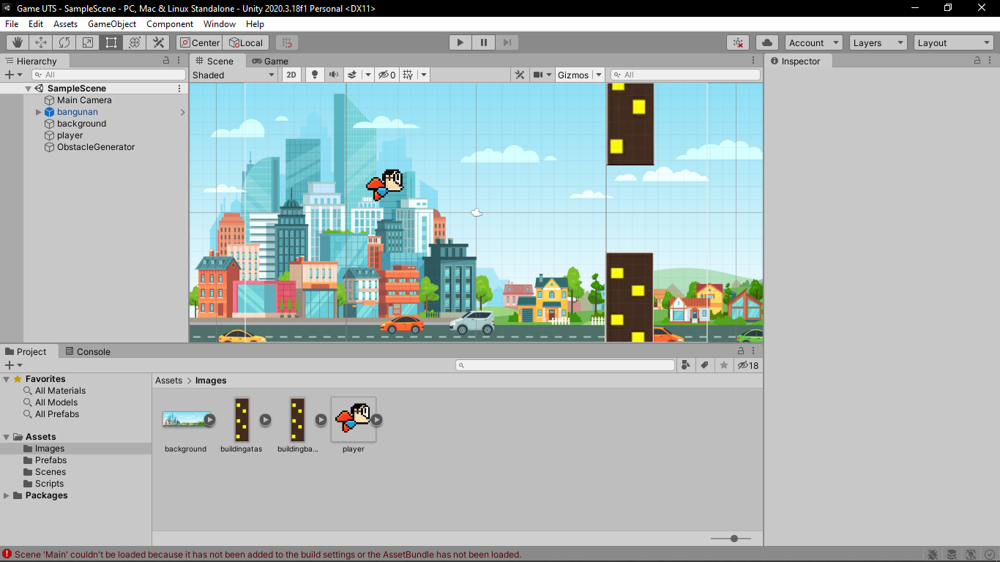 Game UTS - SampleScene - PC, Mac & Linux Standalone - Unity 2020.3.18f1 Personal <DX11>
File Edit Assets GameObject Component Window Help
Center Local Account Layers Layout
Hierarchy
All
SampleScene
Main Camera
bangunan
background
player
ObstacleGenerator
Scene Game
Shaded 2D 0 Gizmos All
Inspector
Project Console
18
Favorites
All Materials
All Models
All Prefabs
Assets
Images
Prefabs
Scenes
Scripts
Packages
Assets > Images
background buildingatas buildingba... player
Scene 'Main' couldn't be loaded because it has not been added to the build settings or the AssetBundle has not been loaded.